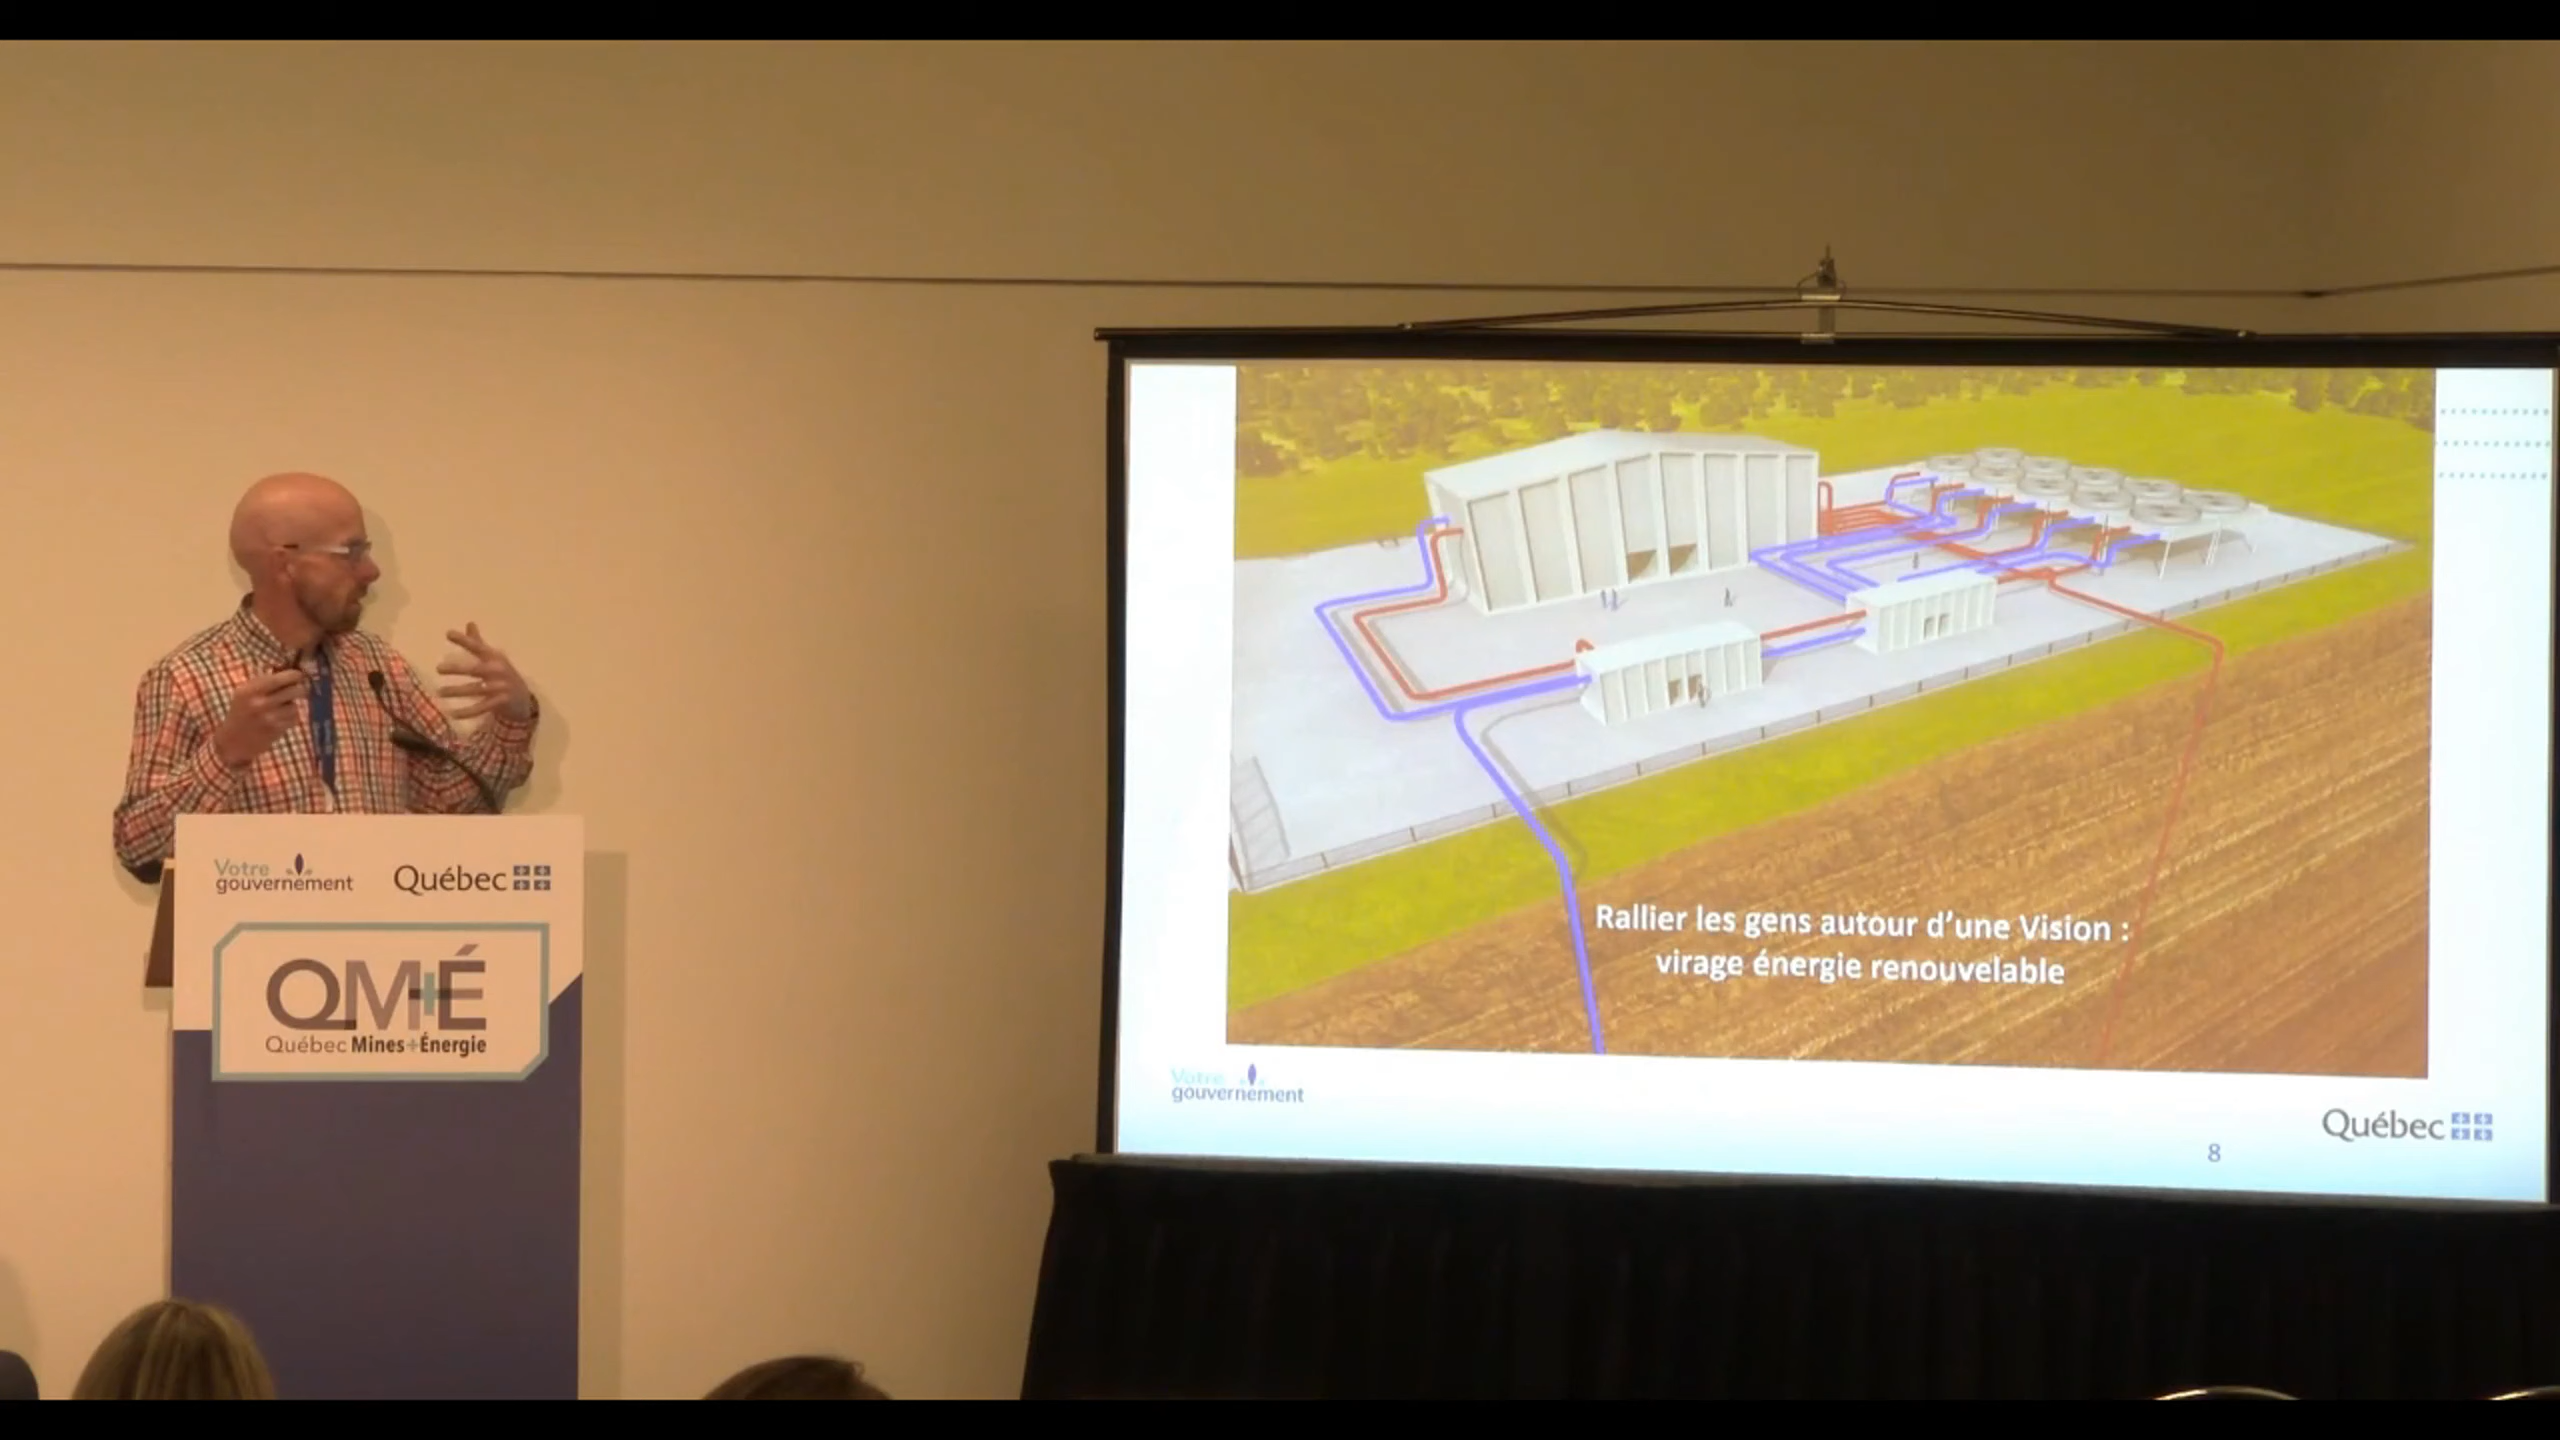 Votre
gouvernement
Québec
QM+É
Québec Mines+Énergie
Rallier les gens autour d'une Vision :
virage énergie renouvelable
Votre
gouvernement
Québec
8